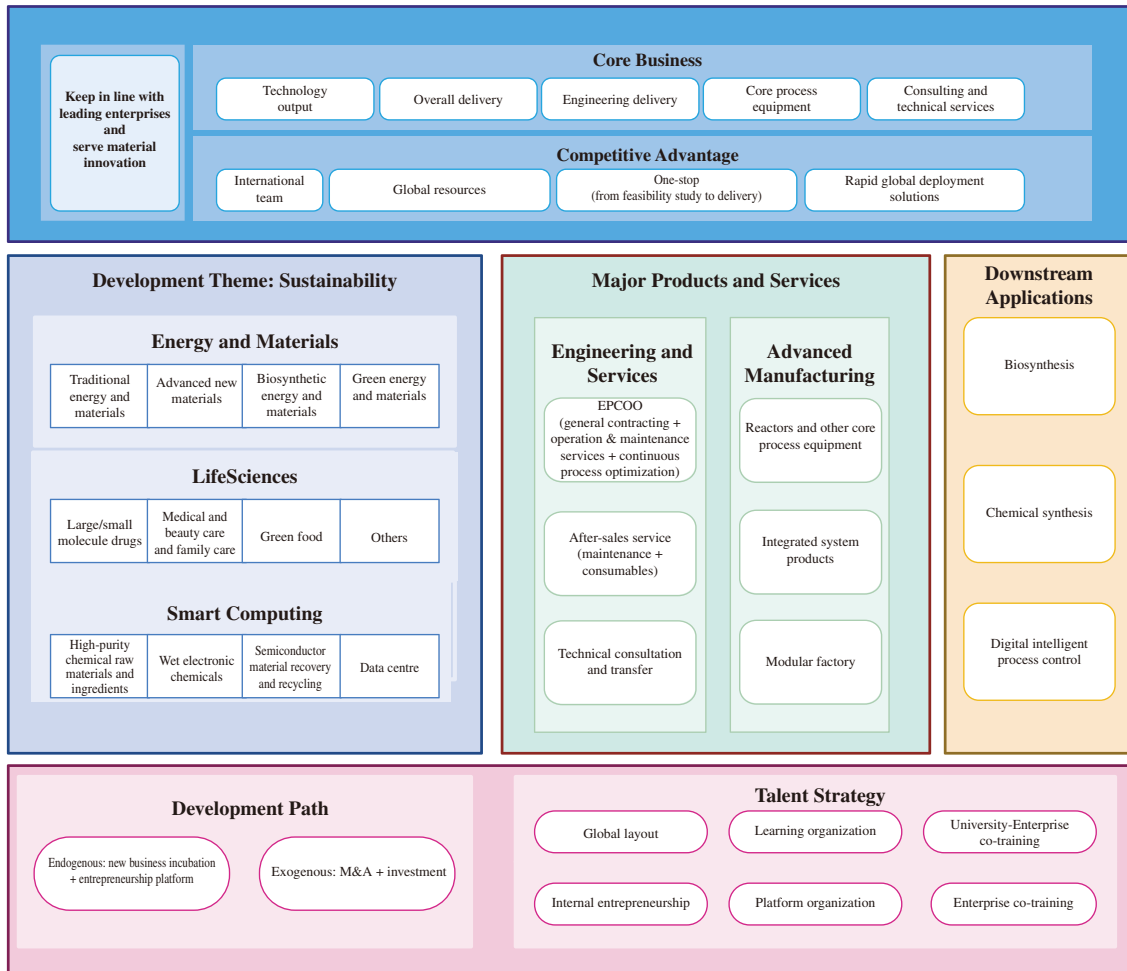 Keep in line with
leading enterprises
and
serve material
innovation
Core Business
Technology
output
Overall delivery
Engineering delivery
Core process
equipment
Consulting and
technical services
Competitive Advantage
International
team
Global resources
One-stop
(from feasibility study to delivery)
Rapid global deployment
solutions
Development Theme: Sustainability
Energy and Materials
Traditional
energy and
materials
Advanced new
materials
Biosynthetic
energy and
materials
Green energy
and materials
LifeSciences
Large/small
molecule drugs
Medical and
beauty care
and family care
Green food
Others
Smart Computing
High-purity
chemical raw
materials and
ingredients
Wet electronic
chemicals
Semiconductor
material recovery
and recycling
Data centre
Major Products and Services
Engineering and
Services
EPCOO
(general contracting +
operation & maintenance
services + continuous
process optimization)
After-sales service
(maintenance +
consumables)
Technical consultation
and transfer
Advanced
Manufacturing
Reactors and other core
process equipment
Integrated system
products
Modular factory
Downstream
Applications
Biosynthesis
Chemical synthesis
Digital intelligent
process control
Development Path
Endogenous: new business incubation
+ entrepreneurship platform
Exogenous: M&A + investment
Talent Strategy
Global layout
Learning organization
University-Enterprise
co-training
Internal entrepreneurship
Platform organization
Enterprise co-training